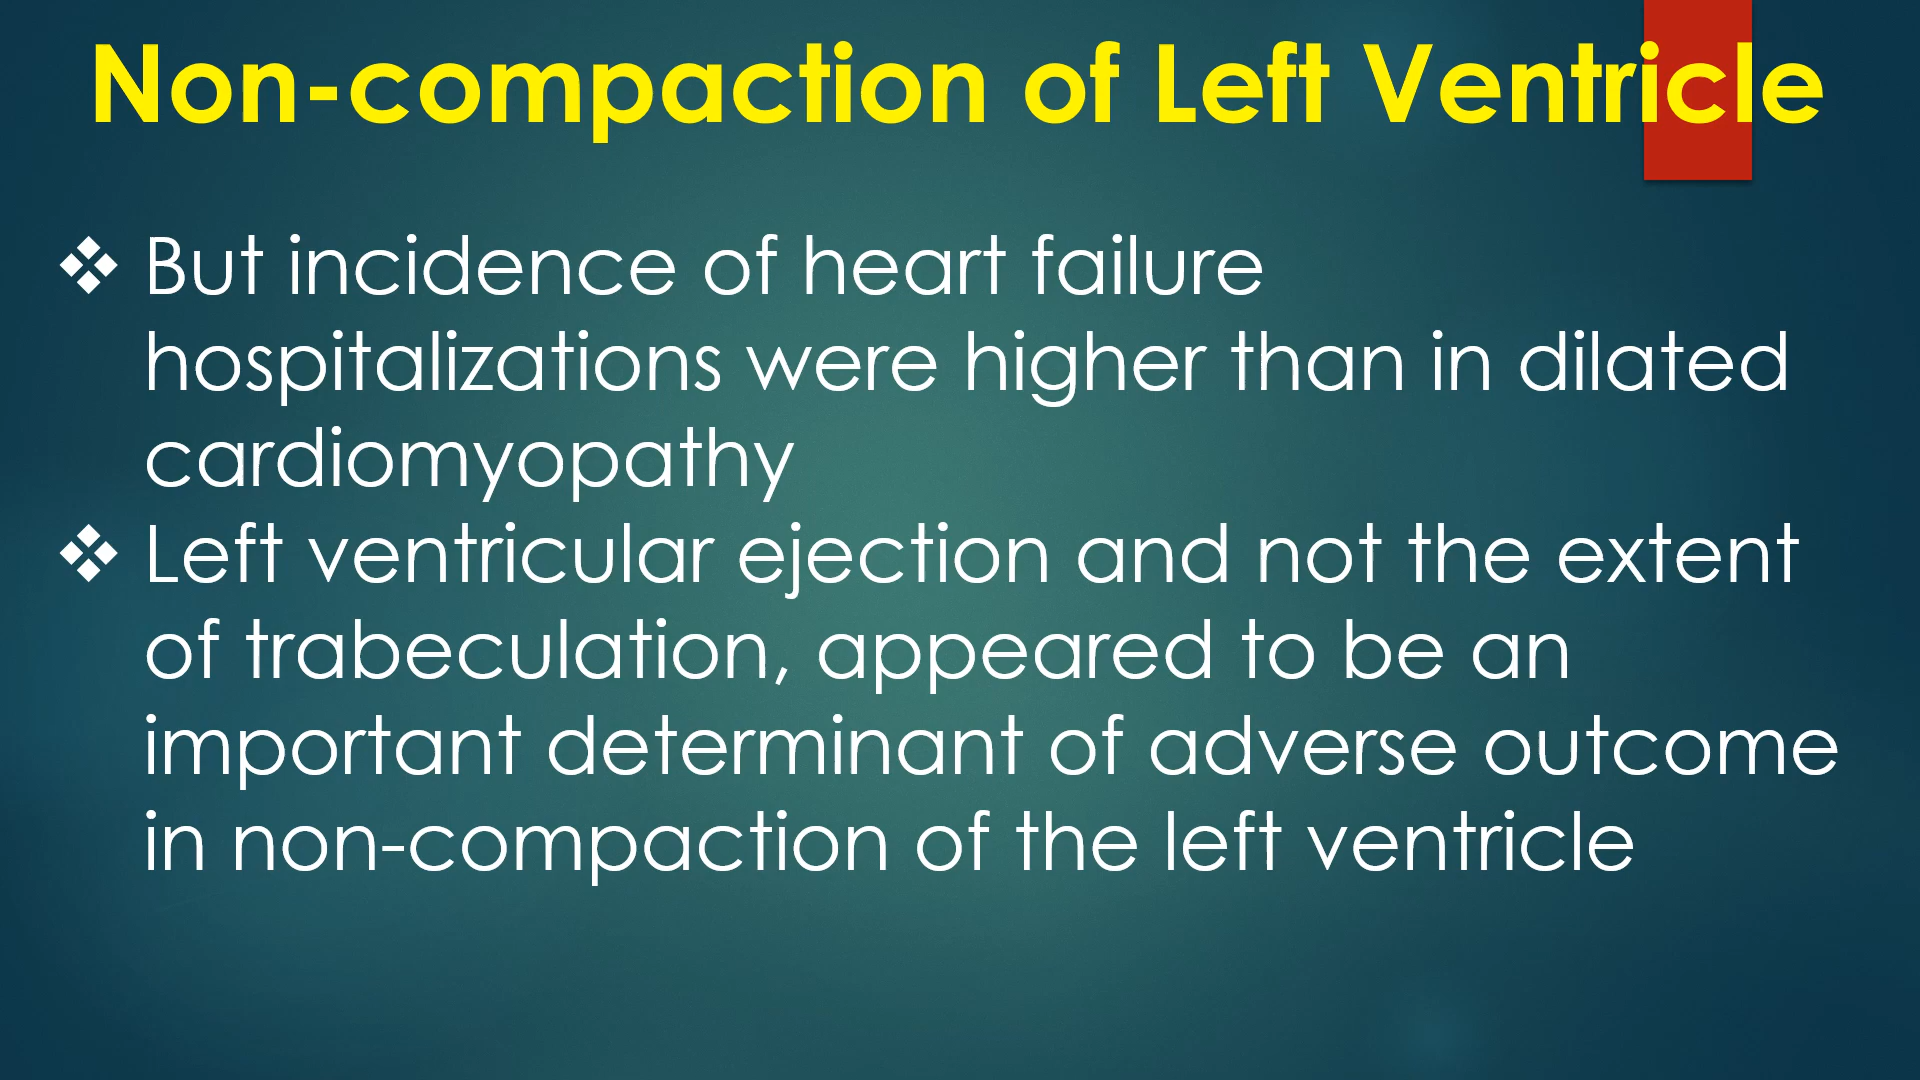 Non-compaction of Left Ventricle
❖ But incidence of heart failure
hospitalizations were higher than in dilated
cardiomyopathy
❖ Left ventricular ejection and not the extent
of trabeculation, appeared to be an
important determinant of adverse outcome
in non-compaction of the left ventricle